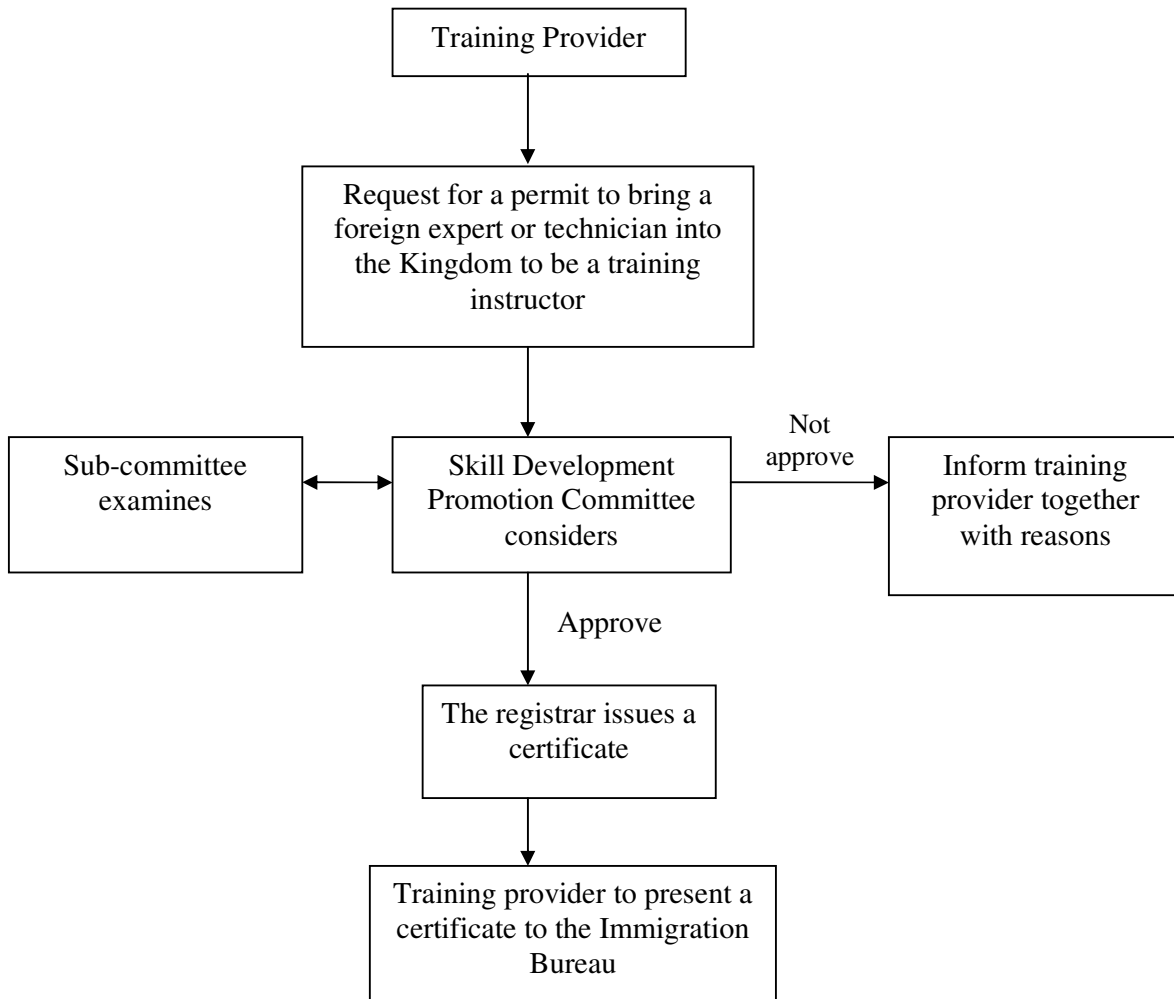 Training Provider
Request for a permit to bring a
foreign expert or technician into
the Kingdom to be a training
instructor
Sub-committee
examines
Skill Development
Promotion Committee
considers
Not
approve
Inform training
provider together
with reasons
Approve
The registrar issues a
certificate
Training provider to present a
certificate to the Immigration
Bureau